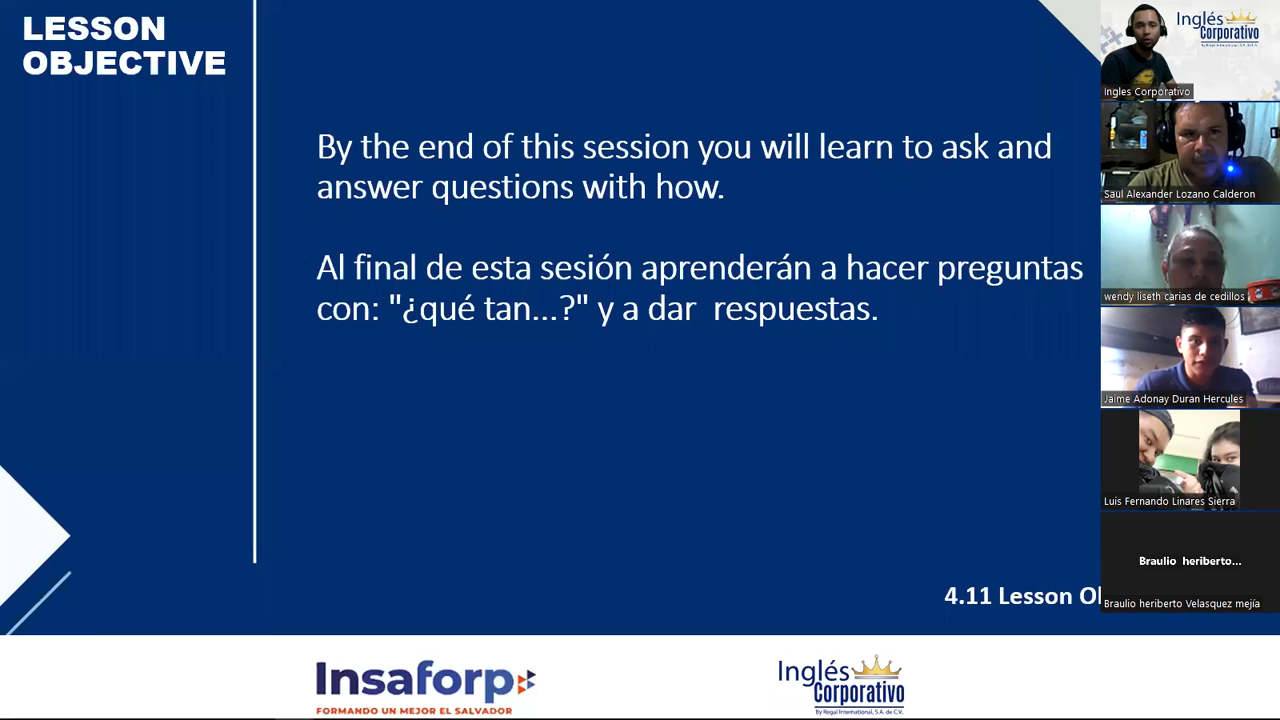 LESSON
OBJECTIVE
By the end of this session you will learn to ask and
answer questions with how.
Al final de esta sesión aprenderán a hacer preguntas
con: "¿qué tan...?" y a dar respuestas.
4.11 Lesson
Insaforp
FORMANDO UN MEJOR EL SALVADOR
Inglés
Corporativo
By Regal International, S.A. de C.V.
Inglés
Corporativo
Ingles Corporativo
Saul Alexander Lozano Calderon
wendy liseth carias de cedillos
Jaime Adonay Duran Hercules
Luis Fernando Linares Sierra
Braulio heriberto...
Braulio heriberto Velasquez mejía